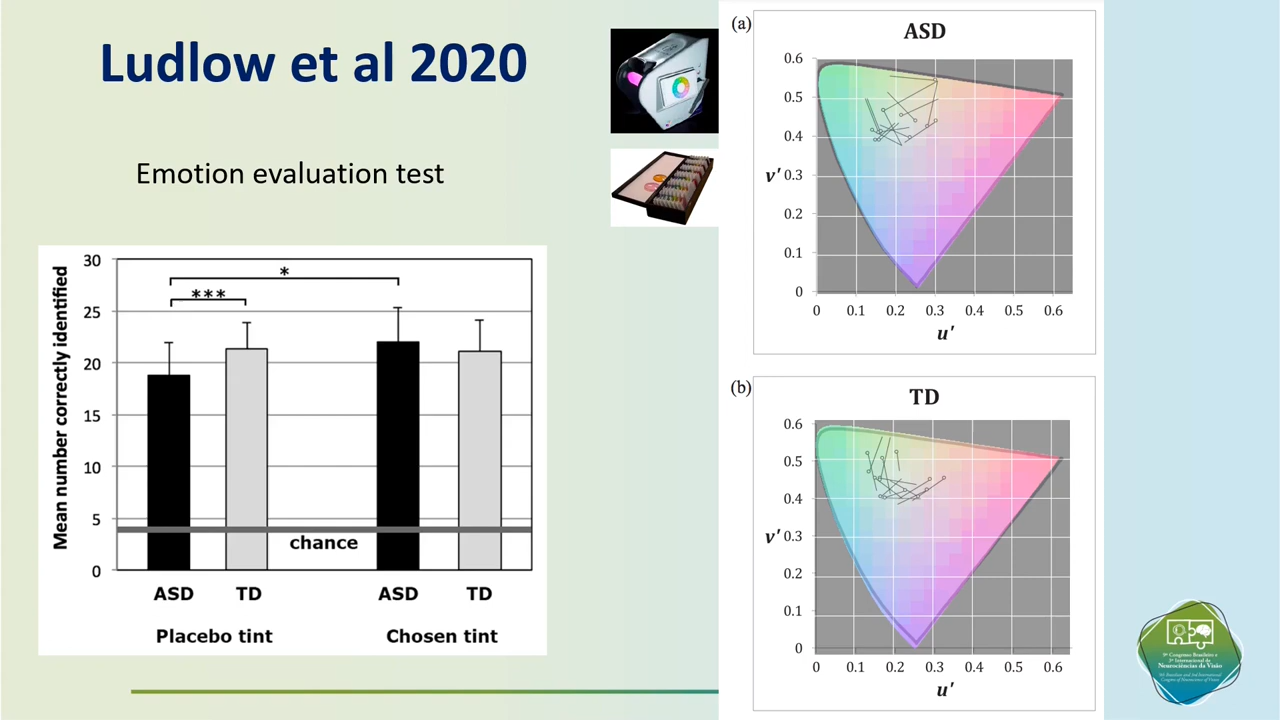 Ludlow et al 2020
Emotion evaluation test
Mean number correctly identified
30
25
20
15
10
5
0
*
***
chance
ASD
TD
ASD
TD
Placebo tint
Chosen tint
(a)
ASD
0.6
0.5
0.4
v' 0.3
0.2
0.1
0
0 0.1 0.2 0.3 0.4 0.5 0.6
u'
(b)
TD
0.6
0.5
0.4
v' 0.3
0.2
0.1
0
0 0.1 0.2 0.3 0.4 0.5 0.6
u'
Neurociências da Visão